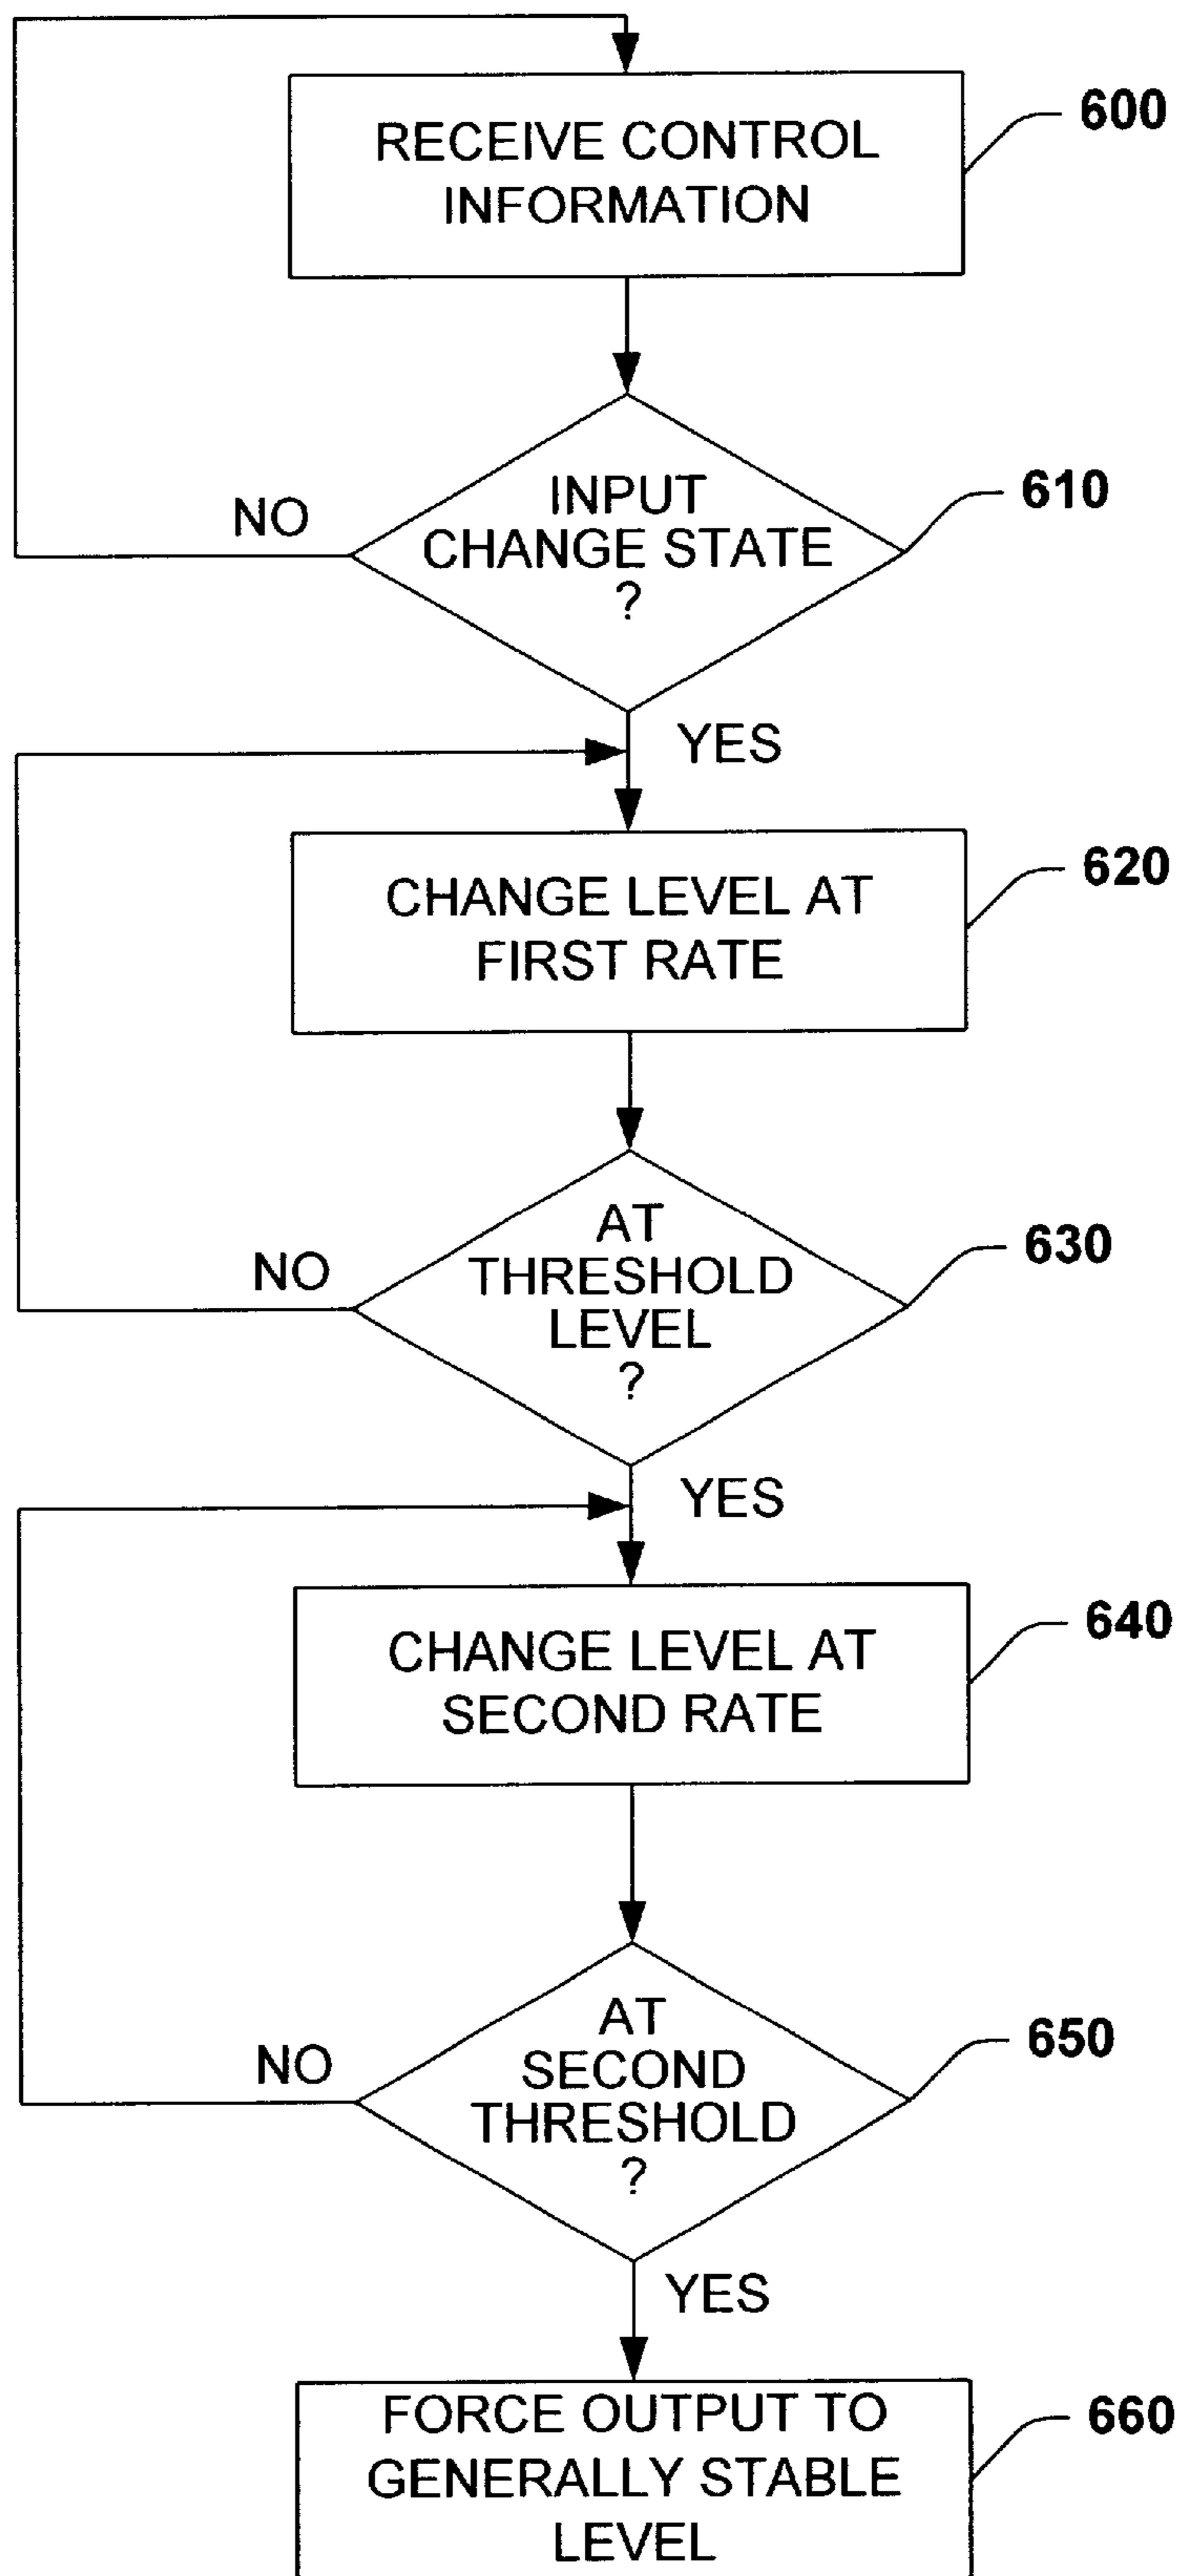 RECEIVE CONTROL
INFORMATION
600
INPUT
CHANGE STATE
?
610
NO
YES
CHANGE LEVEL AT
FIRST RATE
620
AT
THRESHOLD
LEVEL
?
630
NO
YES
CHANGE LEVEL AT
SECOND RATE
640
AT
SECOND
THRESHOLD
?
650
NO
YES
FORCE OUTPUT TO
GENERALLY STABLE
LEVEL
660